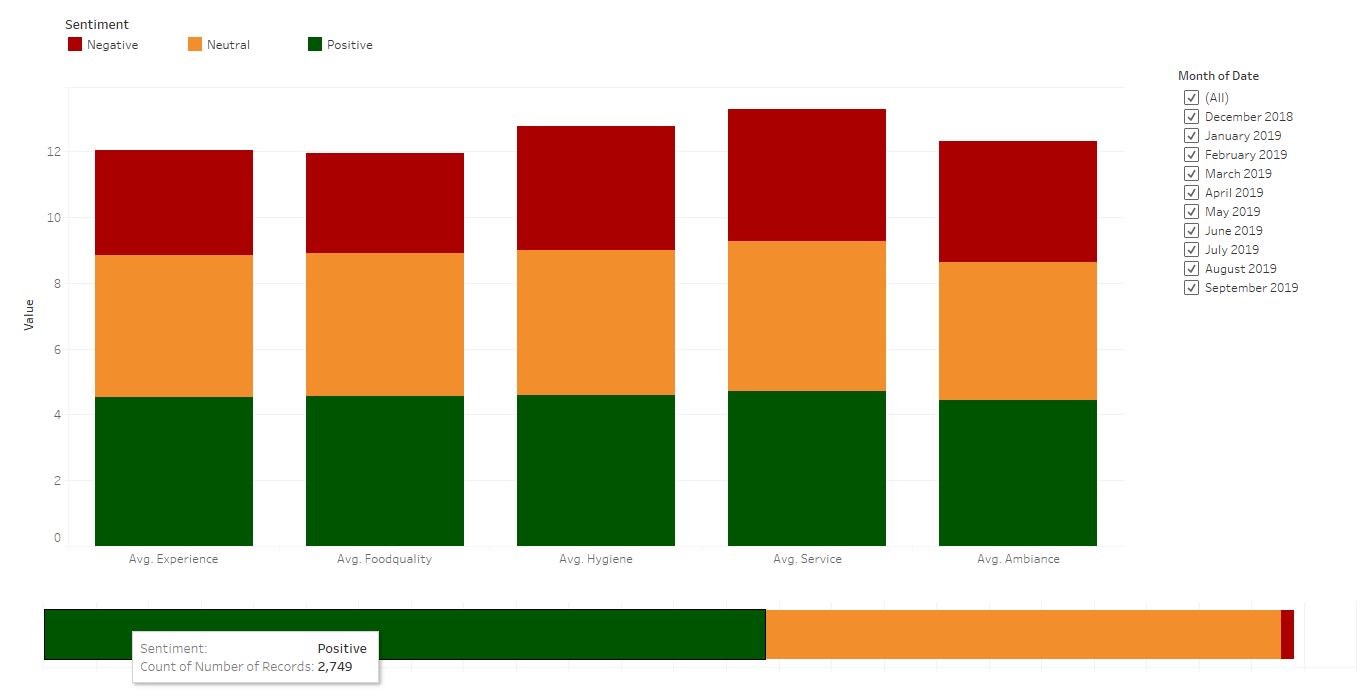 Sentiment
Negative Neutral Positive
Month of Date
(All)
December 2018
January 2019
February 2019
March 2019
April 2019
May 2019
June 2019
July 2019
August 2019
September 2019
Value
12
10
8
6
4
2
0
Avg. Experience Avg. Foodquality Avg. Hygiene Avg. Service Avg. Ambiance
Sentiment: Positive
Count of Number of Records: 2,749